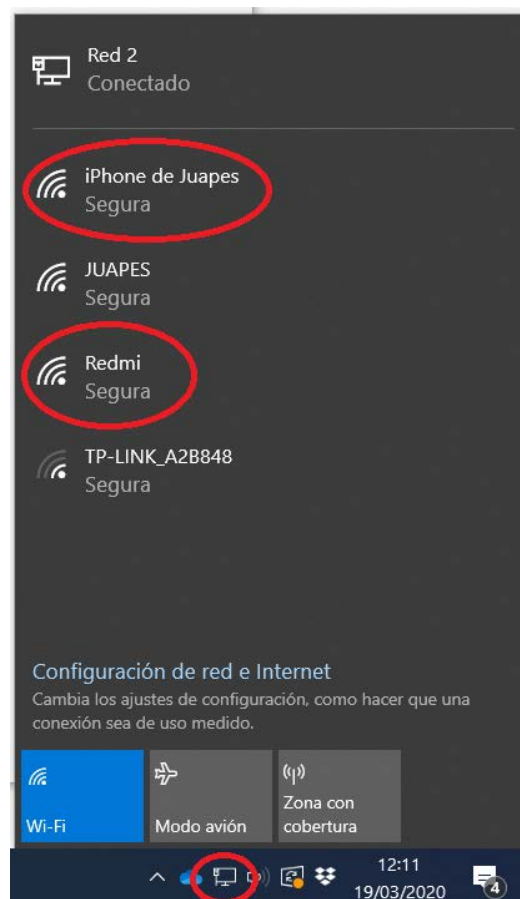 Red 2
Conectado
iPhone de Juapes
Segura
JUAPES
Segura
Redmi
Segura
TP-LINK_A2B848
Segura
Configuración de red e Internet
Cambia los ajustes de configuración, como hacer que una
conexión sea de uso medido.
Wi-Fi
Modo avión
Zona con
cobertura
12:11
19/03/2020
4